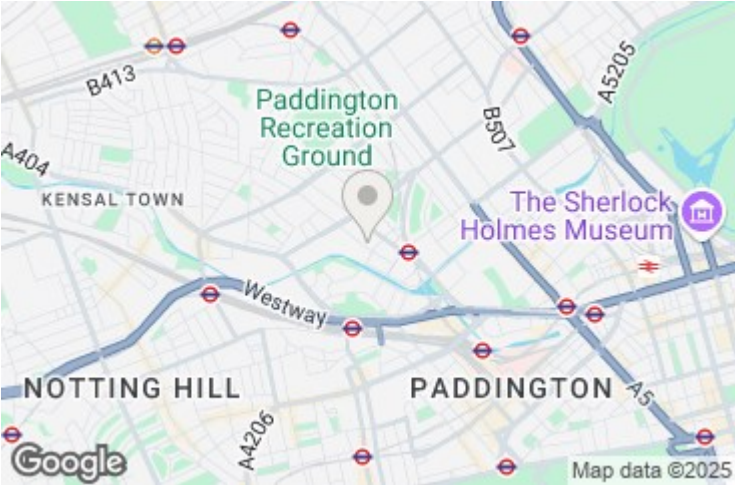 B413
A5205
Paddington
Recreation
Ground
B507
A404
KENSAL TOWN
The Sherlock
Holmes Museum
Westway
NOTTING HILL
PADDINGTON
A5
A4206
Google
Map data ©2025